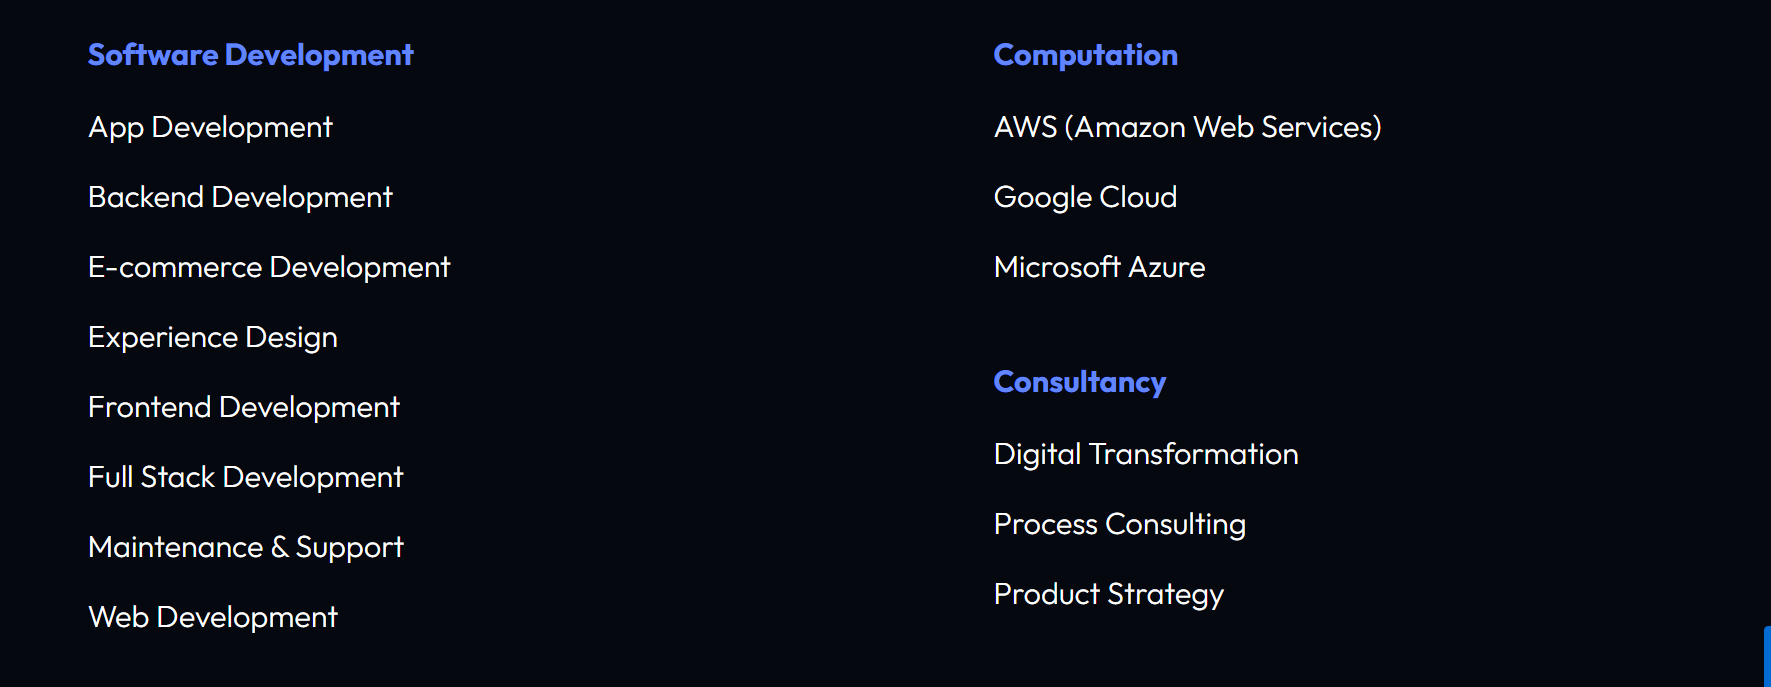 Software Development
App Development
Backend Development
E-commerce Development
Experience Design
Frontend Development
Full Stack Development
Maintenance & Support
Web Development
Computation
AWS (Amazon Web Services)
Google Cloud
Microsoft Azure
Consultancy
Digital Transformation
Process Consulting
Product Strategy